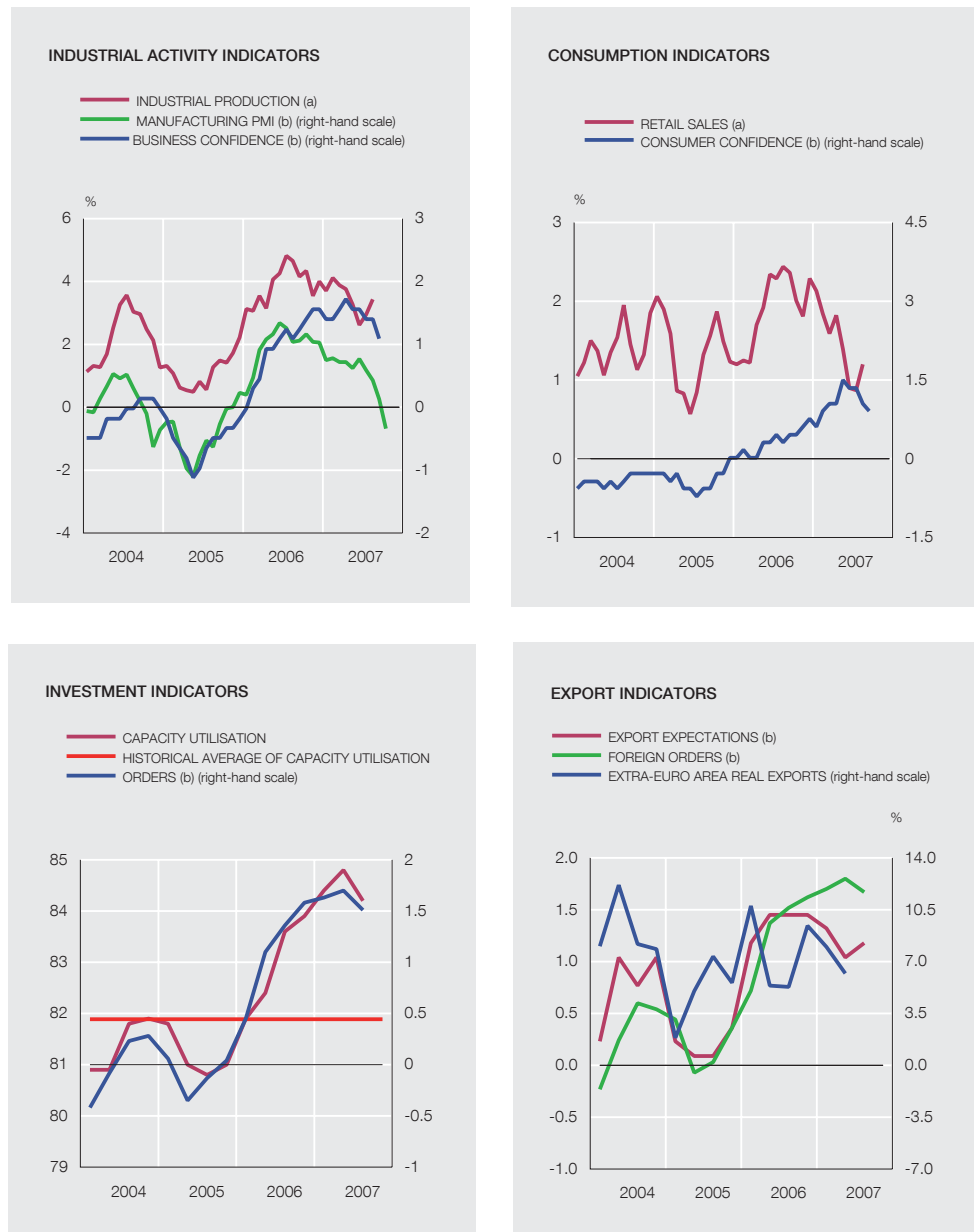 INDUSTRIAL ACTIVITY INDICATORS
INDUSTRIAL PRODUCTION (a)
MANUFACTURING PMI (b) (right-hand scale)
BUSINESS CONFIDENCE (b) (right-hand scale)
%
6 3
4 2
2 1
0 0
-2 -1
-4 -2
2004 2005 2006 2007
CONSUMPTION INDICATORS
RETAIL SALES (a)
CONSUMER CONFIDENCE (b) (right-hand scale)
%
3 4.5
2 3
1 1.5
0 0
-1 -1.5
2004 2005 2006 2007
INVESTMENT INDICATORS
CAPACITY UTILISATION
HISTORICAL AVERAGE OF CAPACITY UTILISATION
ORDERS (b) (right-hand scale)
85 2
84 1.5
83 1
82 0.5
81 0
80 -0.5
79 -1
2004 2005 2006 2007
EXPORT INDICATORS
EXPORT EXPECTATIONS (b)
FOREIGN ORDERS (b)
EXTRA-EURO AREA REAL EXPORTS (right-hand scale)
%
2.0 14.0
1.5 10.5
1.0 7.0
0.5 3.5
0.0 0.0
-0.5 -3.5
-1.0 -7.0
2004 2005 2006 2007